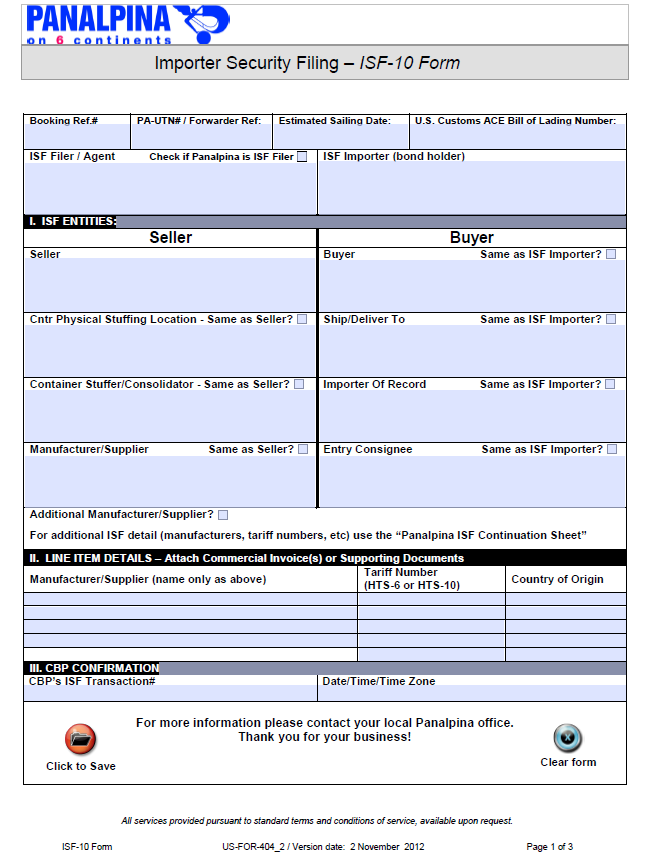 PANALPINA
on 6 continents
Importer Security Filing – ISF-10 Form
Booking Ref.# PA-UTN# / Forwarder Ref: Estimated Sailing Date: U.S. Customs ACE Bill of Lading Number:
ISF Filer / Agent Check if Panalpina is ISF Filer ISF Importer (bond holder)
I. ISF ENTITIES:
Seller Buyer
Seller Buyer Same as ISF Importer?
Cntr Physical Stuffing Location - Same as Seller? Ship/Deliver To Same as ISF Importer?
Container Stuffer/Consolidator - Same as Seller? Importer Of Record Same as ISF Importer?
Manufacturer/Supplier Same as Seller? Entry Consignee Same as ISF Importer?
Additional Manufacturer/Supplier?
For additional ISF detail (manufacturers, tariff numbers, etc) use the “Panalpina ISF Continuation Sheet”
II. LINE ITEM DETAILS – Attach Commercial Invoice(s) or Supporting Documents
Manufacturer/Supplier (name only as above) Tariff Number
(HTS-6 or HTS-10) Country of Origin
III. CBP CONFIRMATION
CBP's ISF Transaction# Date/Time/Time Zone
For more information please contact your local Panalpina office.
Thank you for your business!
Click to Save Clear form
All services provided pursuant to standard terms and conditions of service, available upon request.
ISF-10 Form US-FOR-404_2 / Version date: 2 November 2012 Page 1 of 3